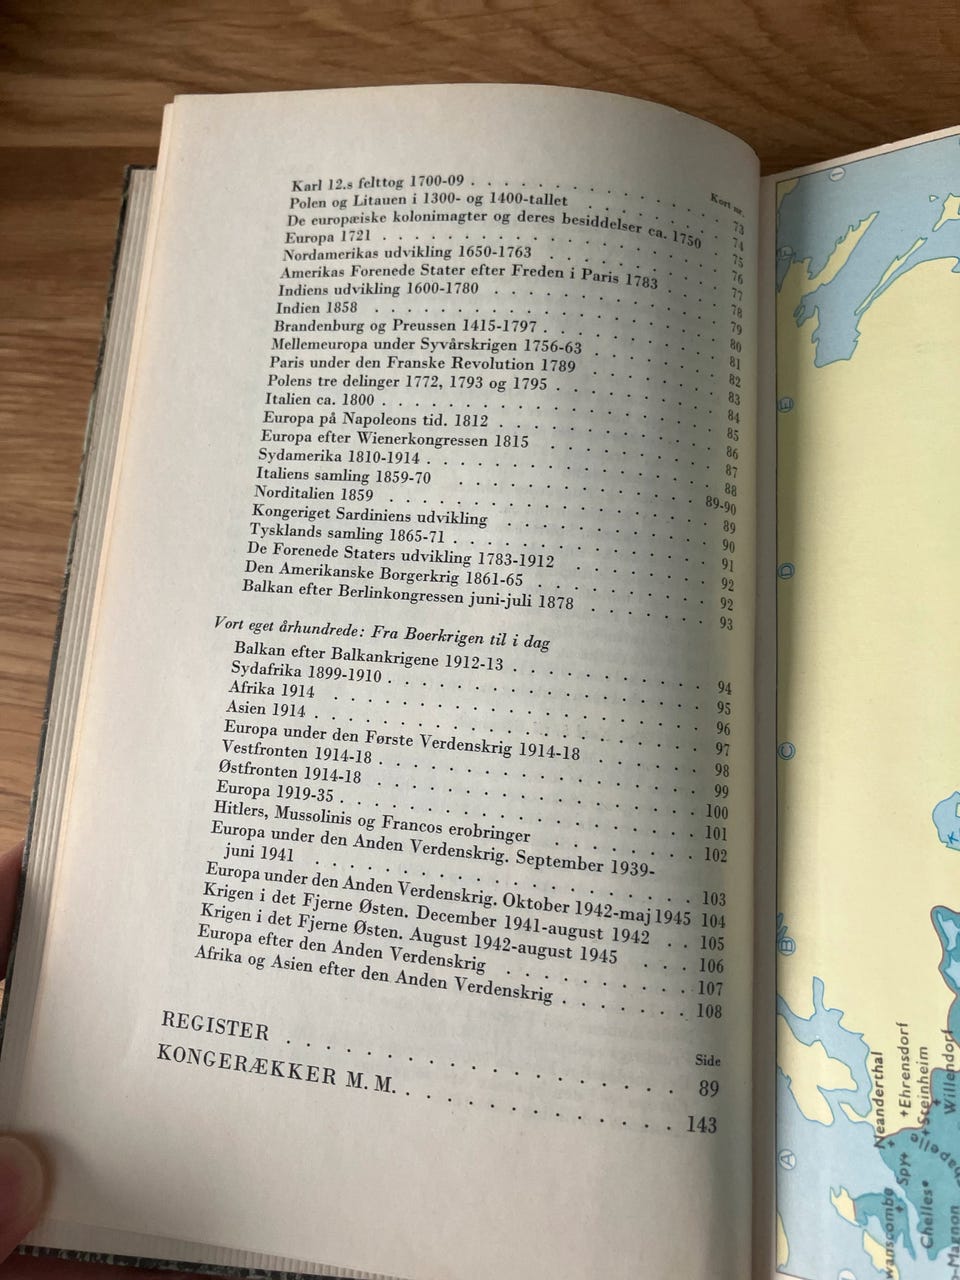 Kort nr.
Karl 12.s felttog 1700-09 . . . . . . . . . . . . 73
Polen og Litauen i 1300- og 1400-tallet . . . . . . . 74
De europæiske kolonimagter og deres besiddelser ca. 1750 75
Europa 1721 . . . . . . . . . . . . . . . . 76
Nordamerikas udvikling 1650-1763 . . . . . . . . . 77
Amerikas Forenede Stater efter Freden i Paris 1783 . . . . 78
Indiens udvikling 1600-1780 . . . . . . . . . . . 79
Indien 1858 . . . . . . . . . . . . . . . . 80
Brandenburg og Preussen 1415-1797 . . . . . . . . . 81
Mellemeuropa under Syvårskrigen 1756-63 . . . . . . . 82
Paris under den Franske Revolution 1789 . . . . . . . 83
Polens tre delinger 1772, 1793 og 1795 . . . . . . . . 84
Italien ca. 1800 . . . . . . . . . . . . . . . 85
Europa på Napoleons tid. 1812 . . . . . . . . . . 86
Europa efter Wienerkongressen 1815 . . . . . . . . . 87
Sydamerika 1810-1914 . . . . . . . . . . . . . 88
Italiens samling 1859-70 . . . . . . . . . . . 89-90
Norditalien 1859 . . . . . . . . . . . . . . 89
Kongeriget Sardiniens udvikling . . . . . . . . . . 90
Tysklands samling 1865-71 . . . . . . . . . . . . 91
De Forenede Staters udvikling 1783-1912 . . . . . . . 92
Den Amerikanske Borgerkrig 1861-65 . . . . . . . . . 92
Balkan efter Berlinkongressen juni-juli 1878 . . . . . . 93
Vort eget århundrede: Fra Boerkrigen til i dag
Balkan efter Balkankrigene 1912-13 . . . . . . . . . 94
Sydafrika 1899-1910 . . . . . . . . . . . . . . 95
Afrika 1914 . . . . . . . . . . . . . . . . 96
Asien 1914 . . . . . . . . . . . . . . . . . 97
Europa under den Første Verdenskrig 1914-18 . . . . . . 98
Vestfronten 1914-18 . . . . . . . . . . . . . . 99
Østfronten 1914-18 . . . . . . . . . . . . . . 100
Europa 1919-35 . . . . . . . . . . . . . . . 101
Hitlers, Mussolinis og Francos erobringer . . . . . . . 102
Europa under den Anden Verdenskrig. September 1939-
juni 1941 . . . . . . . . . . . . . . . . 103
Europa under den Anden Verdenskrig. Oktober 1942-maj 1945 104
Krigen i det Fjerne Østen. December 1941-august 1942 . . 105
Krigen i det Fjerne Østen. August 1942-august 1945 . . . 106
Europa efter den Anden Verdenskrig . . . . . . . . . 107
Afrika og Asien efter den Anden Verdenskrig . . . . . . 108
Side
REGISTER . . . . . . . . . . . . . . . . . 89
KONGERÆKKER M. M. . . . . . . . . . . . . . 143
1
E
D
C
B
A
Neanderthal
+Ehrensdorf
+Steinheim
Willendorf
Spy+
Chelles
wanscombe
apelle
-Magnon